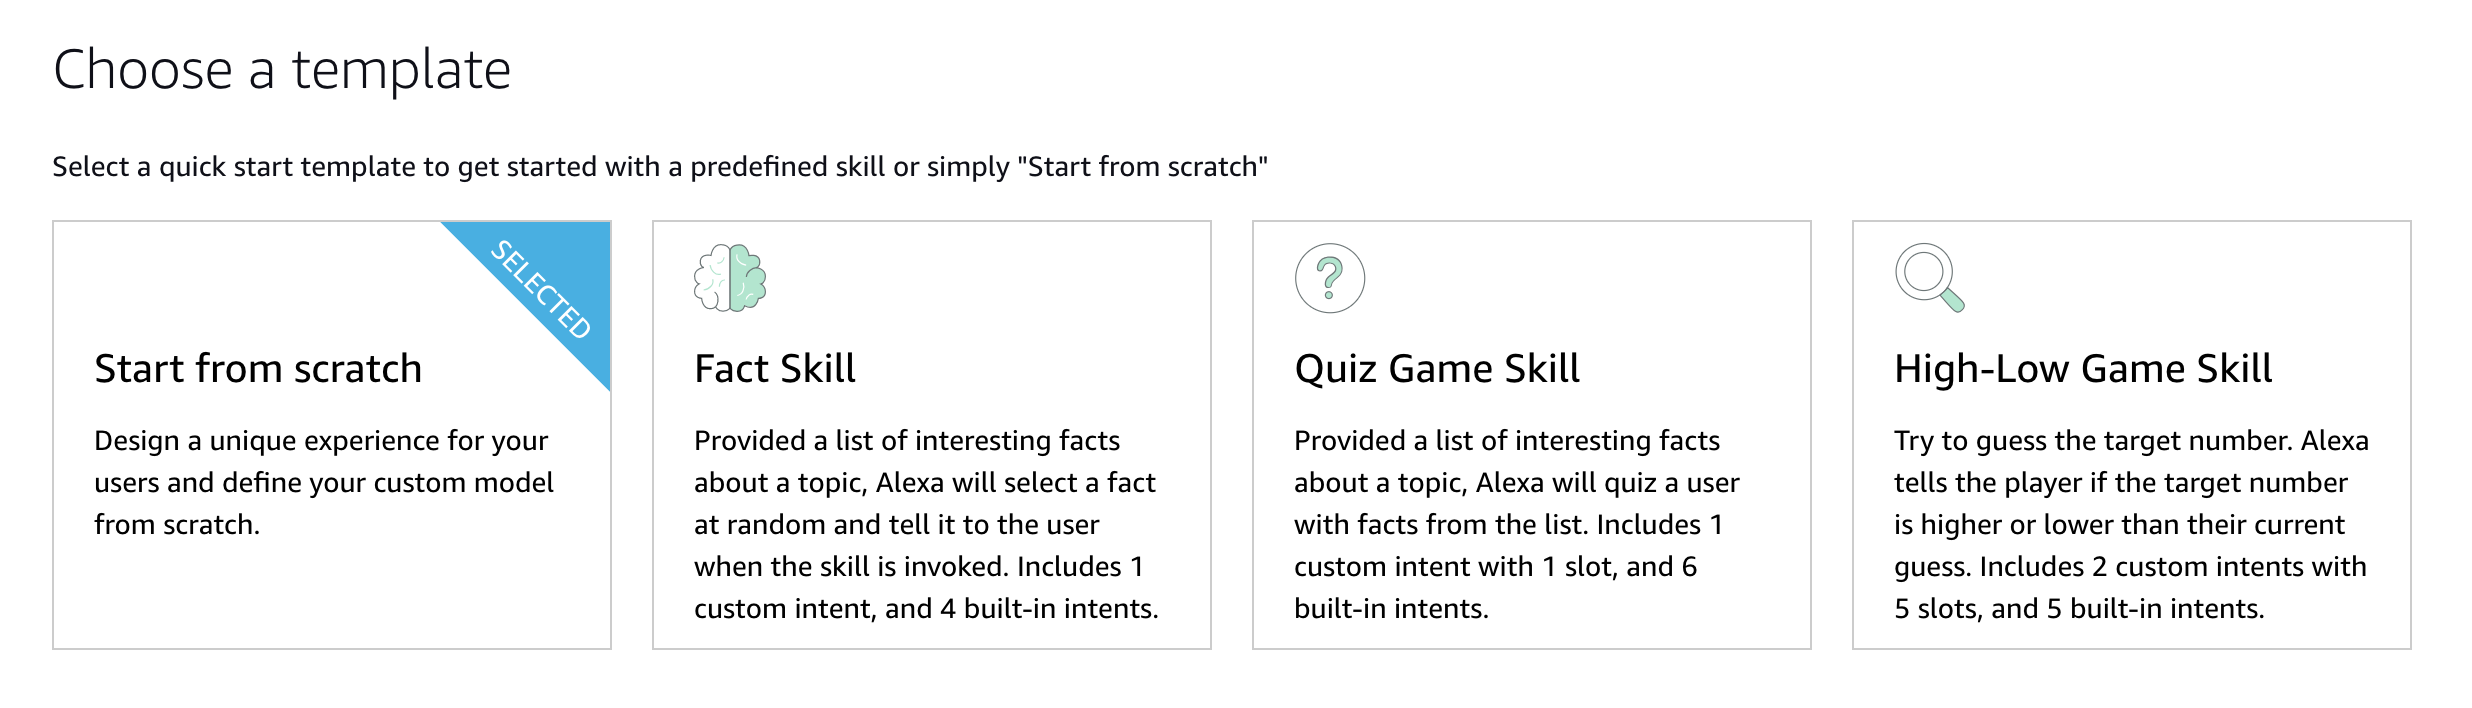 Choose a template
Select a quick start template to get started with a predefined skill or simply "Start from scratch"
SELECTED
Start from scratch
Design a unique experience for your
users and define your custom model
from scratch.
Fact Skill
Provided a list of interesting facts
about a topic, Alexa will select a fact
at random and tell it to the user
when the skill is invoked. Includes 1
custom intent, and 4 built-in intents.
?
Quiz Game Skill
Provided a list of interesting facts
about a topic, Alexa will quiz a user
with facts from the list. Includes 1
custom intent with 1 slot, and 6
built-in intents.
High-Low Game Skill
Try to guess the target number. Alexa
tells the player if the target number
is higher or lower than their current
guess. Includes 2 custom intents with
5 slots, and 5 built-in intents.